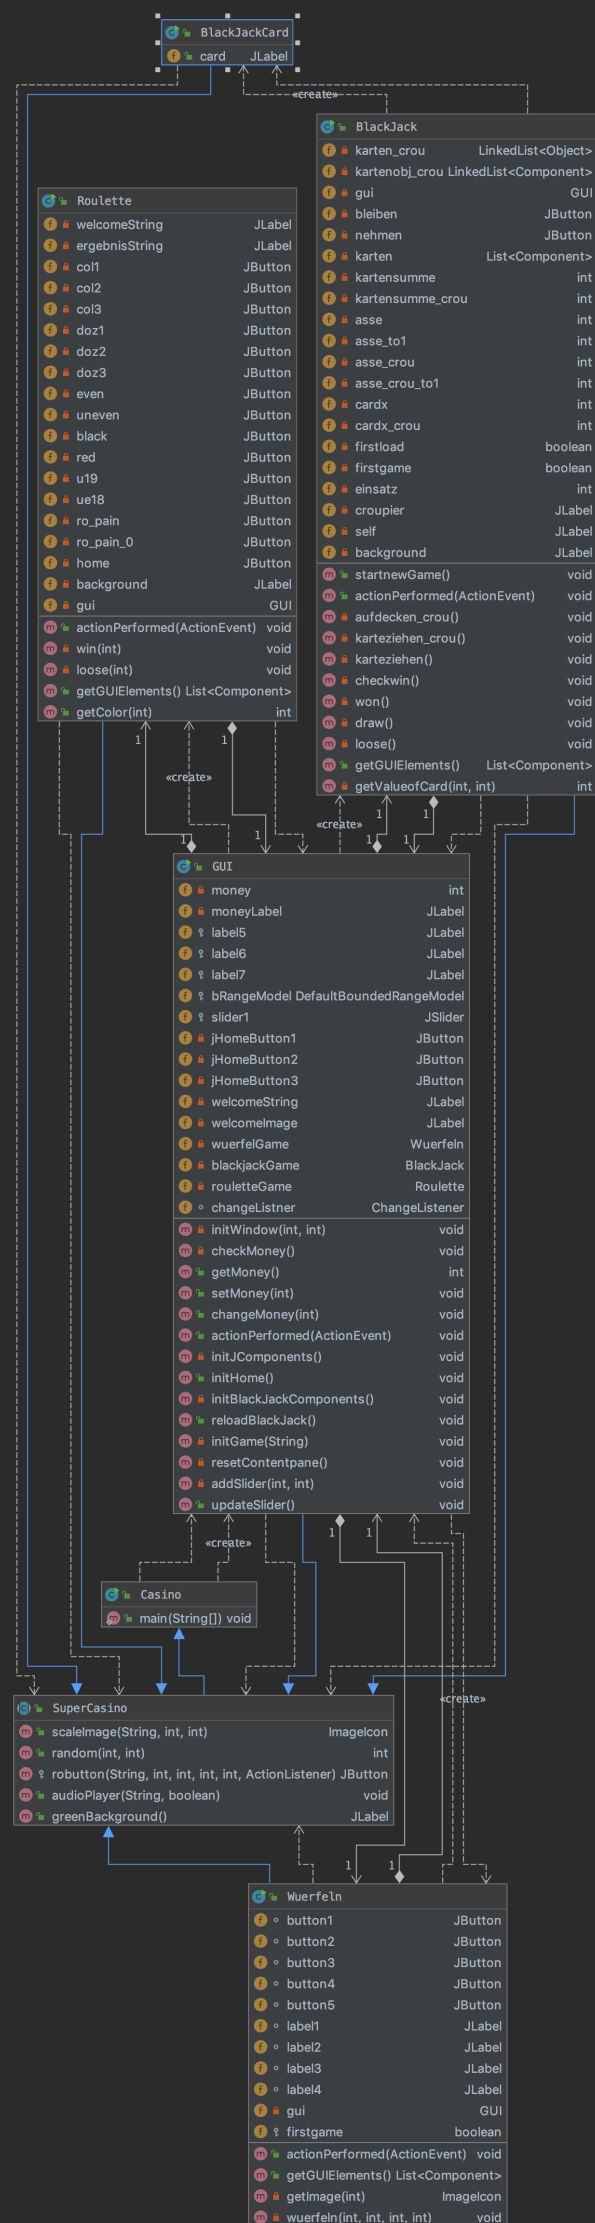 BlackJackCard
card JLabel
«create»
BlackJack
karten_crou LinkedList<Object>
kartenobj_crou LinkedList<Component>
gui GUI
bleiben JButton
nehmen JButton
karten List<Component>
kartensumme int
kartensumme_crou int
asse int
asse_to1 int
asse_crou int
asse_crou_to1 int
cardx int
cardx_crou int
firstload boolean
firstgame boolean
einsatz int
croupier JLabel
self JLabel
background JLabel
startnewGame() void
actionPerformed(ActionEvent) void
aufdecken_crou() void
karteziehen_crou() void
karteziehen() void
checkwin() void
won() void
draw() void
loose() void
getGUIElements() List<Component>
getValueofCard(int, int) int
Roulette
welcomeString JLabel
ergebnisString JLabel
col1 JButton
col2 JButton
col3 JButton
doz1 JButton
doz2 JButton
doz3 JButton
even JButton
uneven JButton
black JButton
red JButton
u19 JButton
ue18 JButton
ro_pain JButton
ro_pain_0 JButton
home JButton
background JLabel
gui GUI
actionPerformed(ActionEvent) void
win(int) void
loose(int) void
getGUIElements() List<Component>
getColor(int) int
1 1
«create»
1 1
«create»
1 1 1 1
GUI
money int
moneyLabel JLabel
label5 JLabel
label6 JLabel
label7 JLabel
bRangeModel DefaultBoundedRangeModel
slider1 JSlider
jHomeButton1 JButton
jHomeButton2 JButton
jHomeButton3 JButton
welcomeString JLabel
welcomeImage JLabel
wuerfelGame Wuerfeln
blackjackGame BlackJack
rouletteGame Roulette
changeListner ChangeListener
initWindow(int, int) void
checkMoney() void
getMoney() int
setMoney(int) void
changeMoney(int) void
actionPerformed(ActionEvent) void
initJComponents() void
initHome() void
initBlackJackComponents() void
reloadBlackJack() void
initGame(String) void
resetContentpane() void
addSlider(int, int) void
updateSlider() void
1 1
«create»
Casino
main(String[]) void
«create»
SuperCasino
scaleImage(String, int, int) ImageIcon
random(int, int) int
robutton(String, int, int, int, int, ActionListener) JButton
audioPlayer(String, boolean) void
greenBackground() JLabel
1 1
Wuerfeln
button1 JButton
button2 JButton
button3 JButton
button4 JButton
button5 JButton
label1 JLabel
label2 JLabel
label3 JLabel
label4 JLabel
gui GUI
firstgame boolean
actionPerformed(ActionEvent) void
getGUIElements() List<Component>
getImage(int) ImageIcon
wuerfeln(int, int, int, int) void